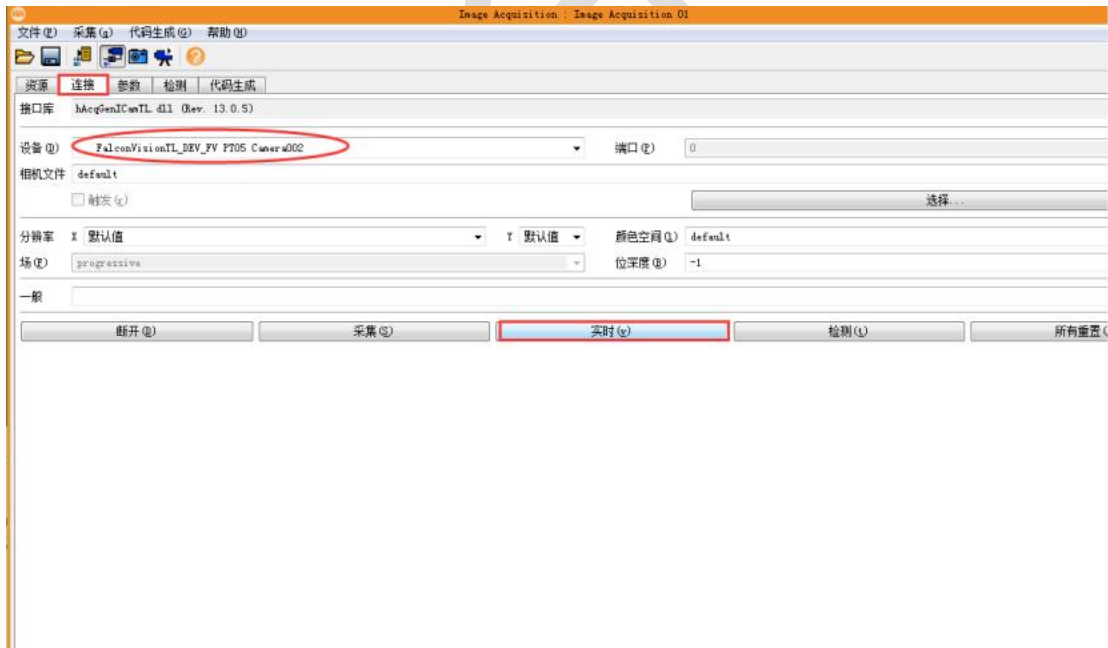 Image Acquisition : Image Acquisition 01
文件(F) 采集(a) 代码生成(G) 帮助(H)
资源 连接 参数 检测 代码生成
接口库 hAcqGenICamTL.dll (Rev. 13.0.5)
设备(D) FalconVisionTL_DEV_FV PT05 Camera002 端口(P) 0
相机文件 default
触发(r) 选择...
分辨率 X 默认值 Y 默认值 颜色空间(L) default
场(F) progressive 位深度(B) -1
一般
断开(D) 采集(S) 实时(v) 检测(t) 所有重置(